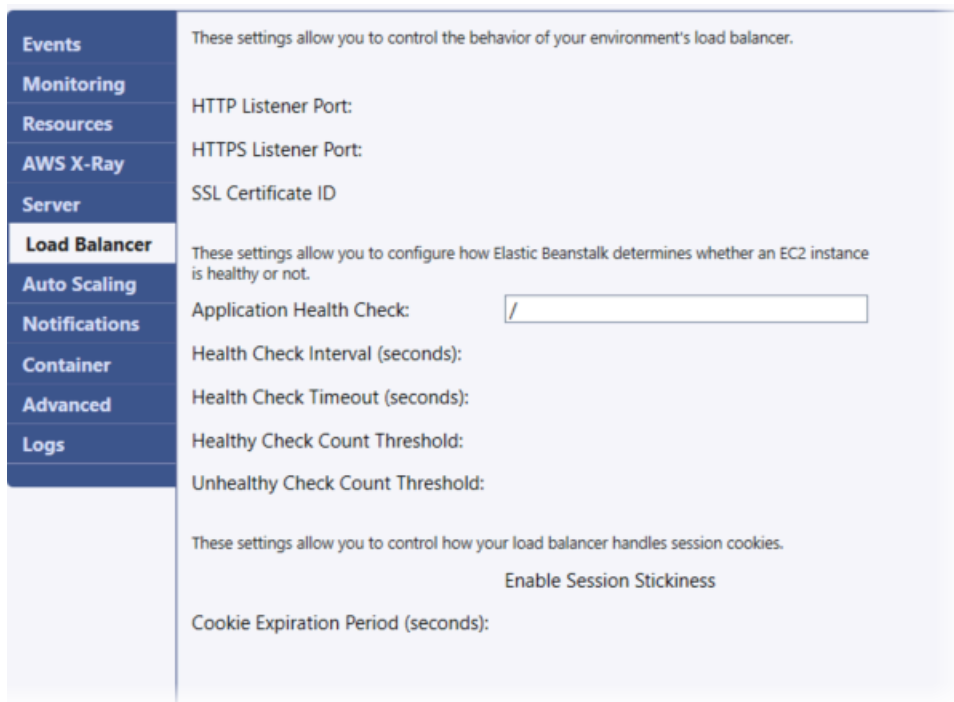 Events
Monitoring
Resources
AWS X-Ray
Server
Load Balancer
Auto Scaling
Notifications
Container
Advanced
Logs
These settings allow you to control the behavior of your environment's load balancer.
HTTP Listener Port:
HTTPS Listener Port:
SSL Certificate ID
These settings allow you to configure how Elastic Beanstalk determines whether an EC2 instance
is healthy or not.
Application Health Check:
/
Health Check Interval (seconds):
Health Check Timeout (seconds):
Healthy Check Count Threshold:
Unhealthy Check Count Threshold:
These settings allow you to control how your load balancer handles session cookies.
Enable Session Stickiness
Cookie Expiration Period (seconds):